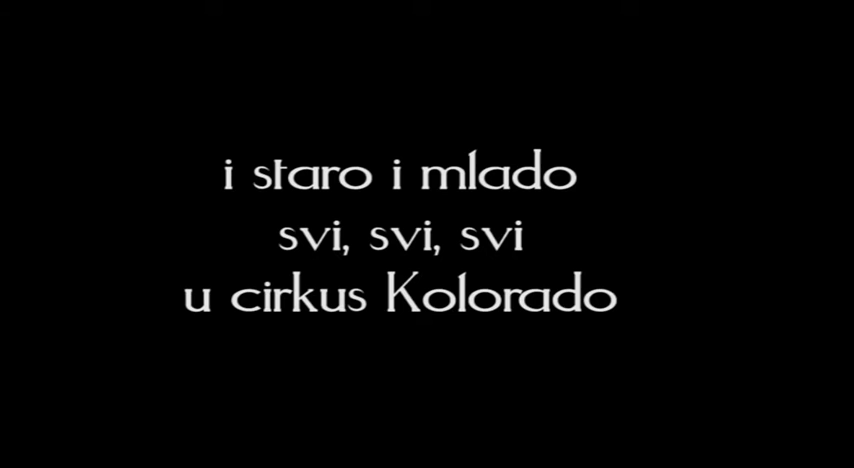 i staro i mlado
svi, svi, svi
u cirkus Kolorado